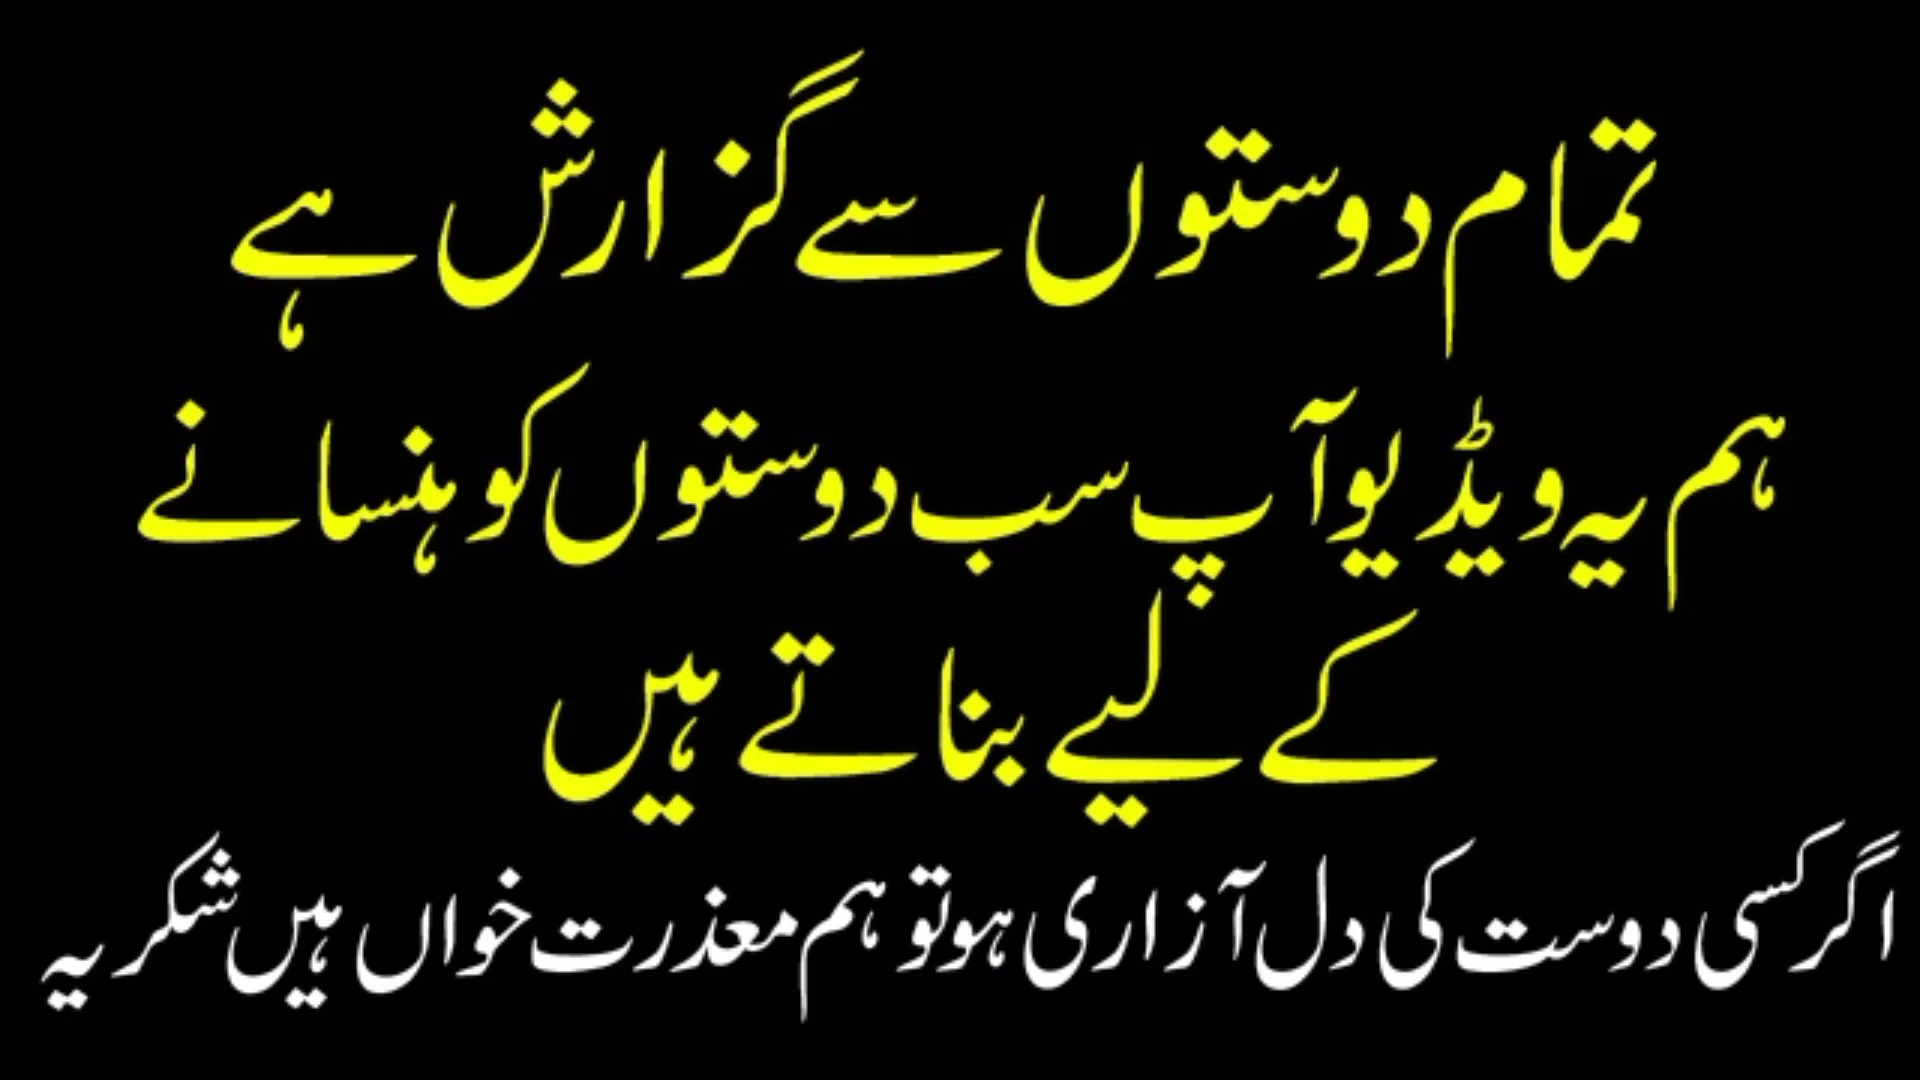 تمام دوستوں سے گزارش ہے
ہم یہ ویڈیو آپ سب دوستوں کو ہنسانے
کے لیے بناتے ہیں
اگر کسی دوست کی دل آزاری ہو تو ہم معذرت خواں ہیں شکریہ